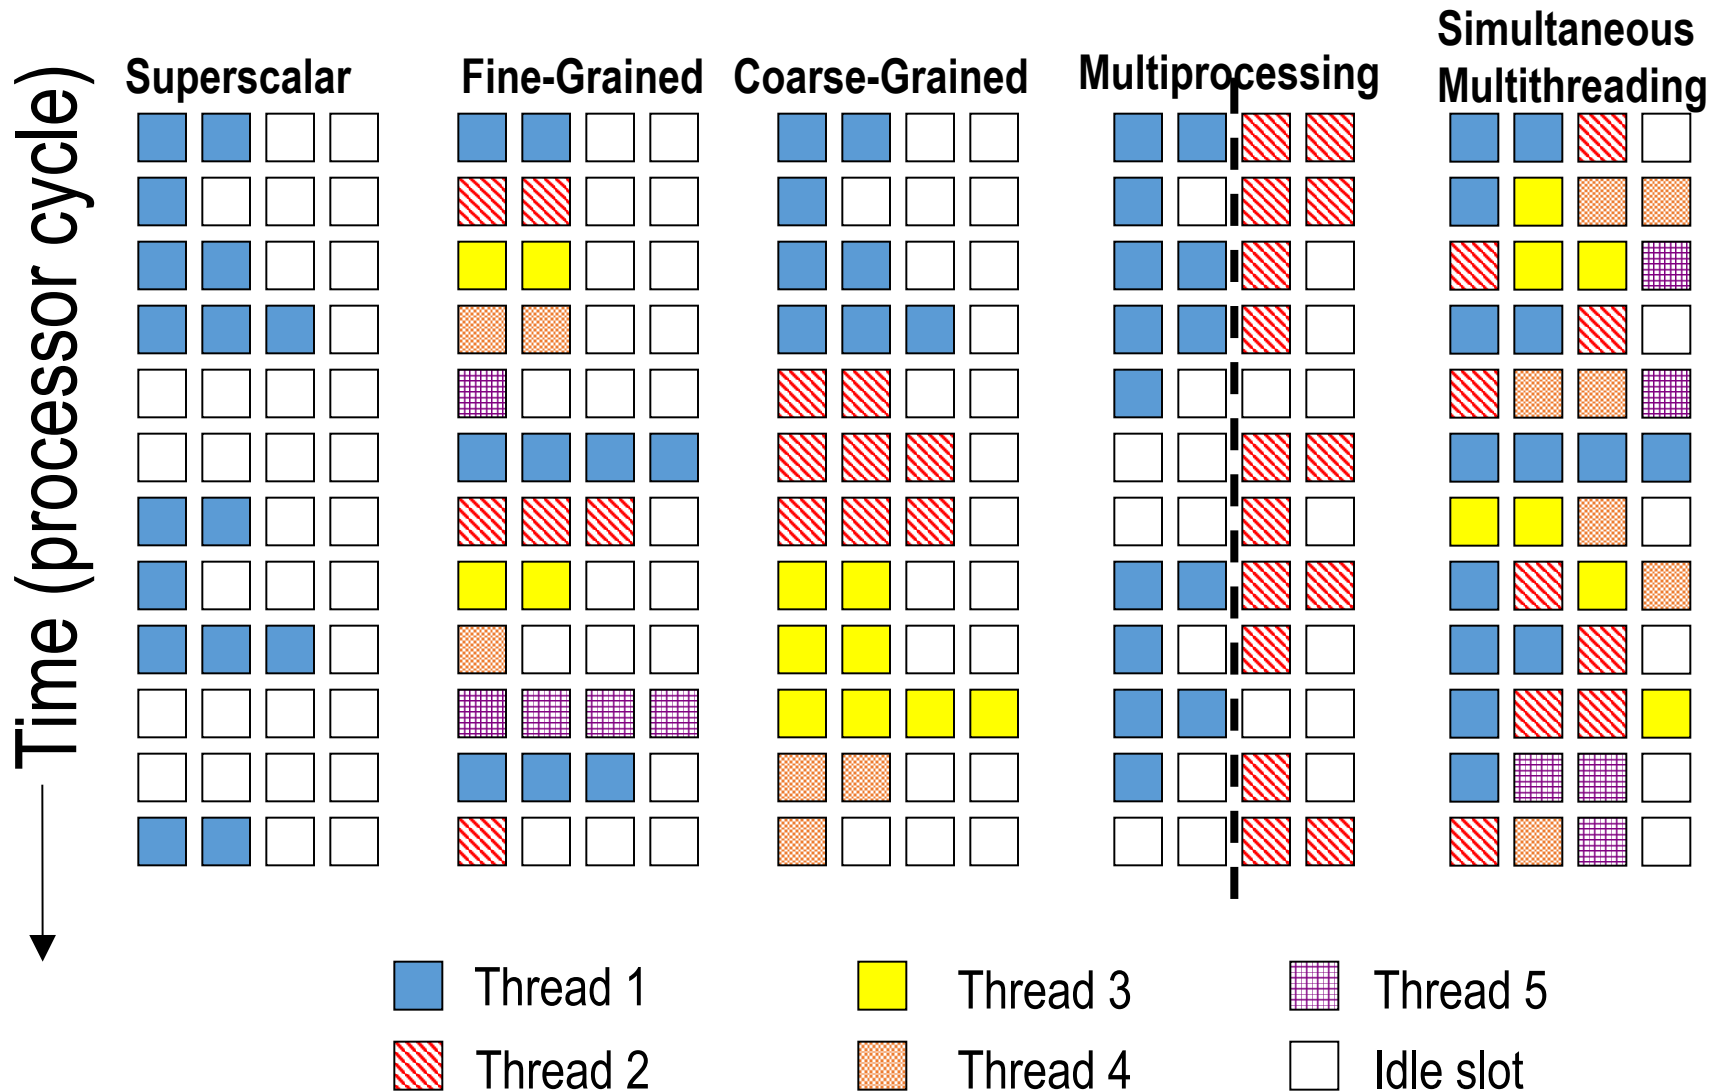 Time (processor cycle)
Superscalar
Fine-Grained
Coarse-Grained
Multiprocessing
Simultaneous
Multithreading
Thread 1
Thread 3
Thread 5
Thread 2
Thread 4
Idle slot